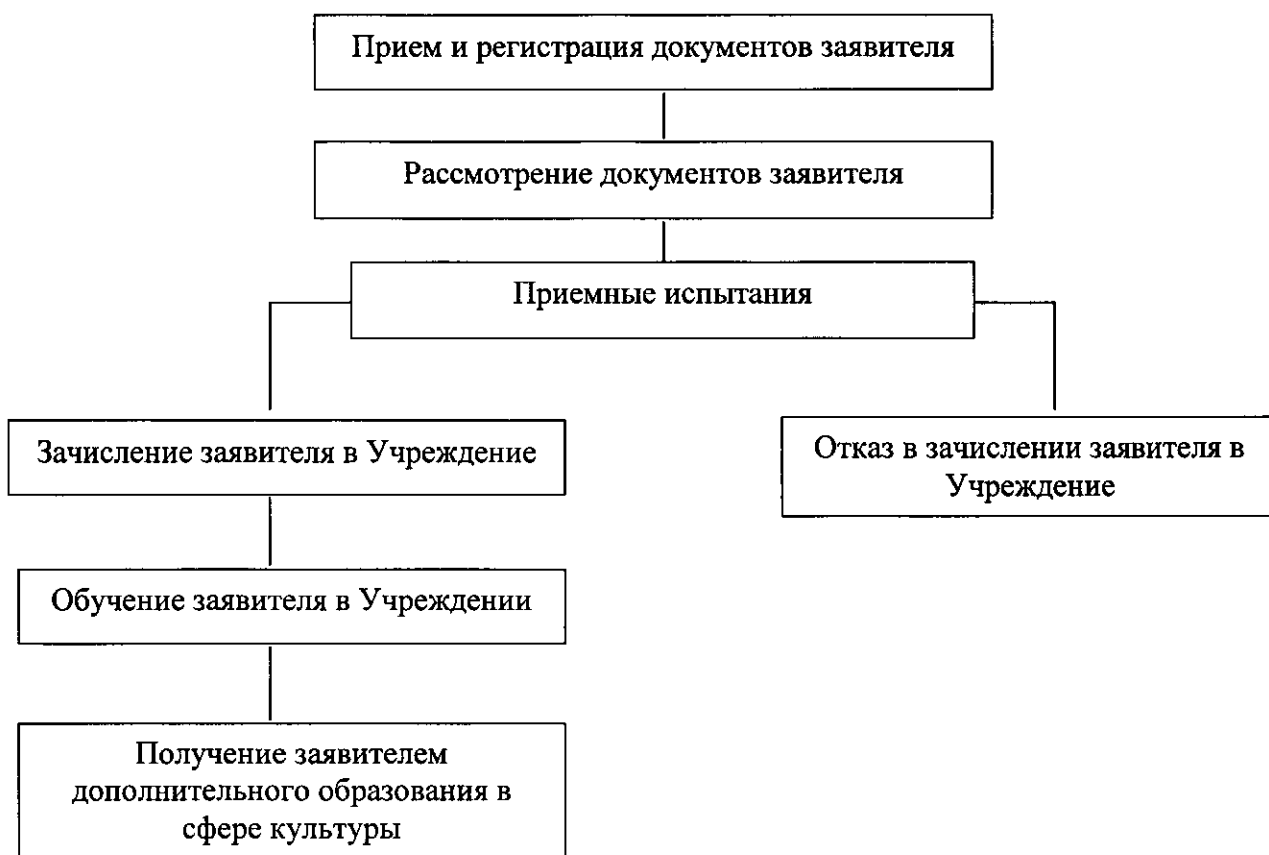 Прием и регистрация документов заявителя
Рассмотрение документов заявителя
Приемные испытания
Зачисление заявителя в Учреждение
Отказ в зачислении заявителя в
Учреждение
Обучение заявителя в Учреждении
Получение заявителем
дополнительного образования в
сфере культуры